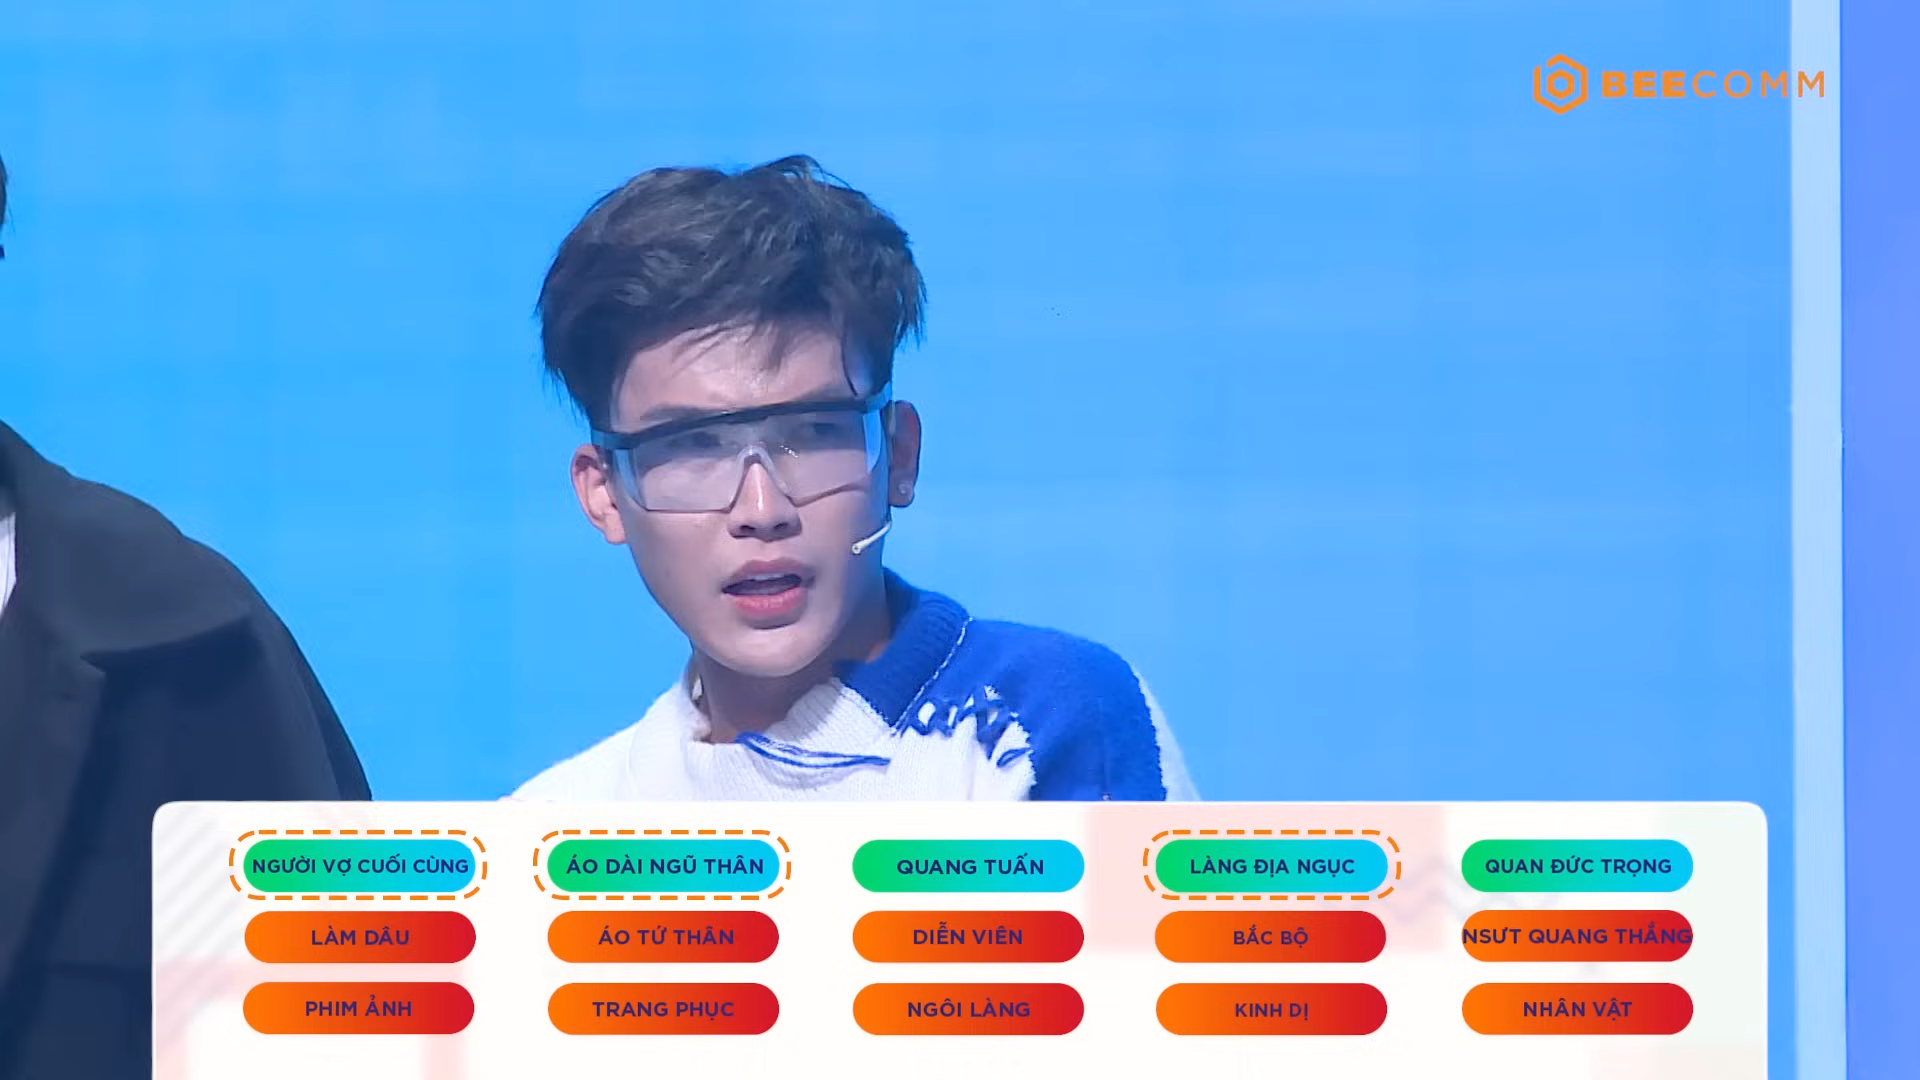 BEECOMM
NGƯỜI VỢ CUỐI CÙNG
ÁO DÀI NGŨ THÂN
QUANG TUẤN
LÀNG ĐỊA NGỤC
QUAN ĐỨC TRỌNG
LÀM DÂU
ÁO TỨ THÂN
DIỄN VIÊN
BẮC BỘ
NSƯT QUANG THẮNG
PHIM ẢNH
TRANG PHỤC
NGÔI LÀNG
KINH DỊ
NHÂN VẬT